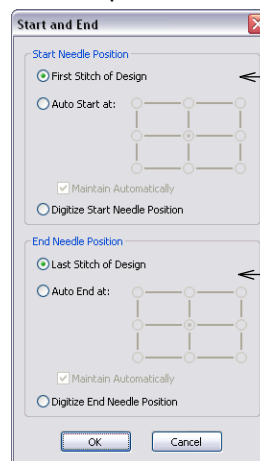 Start and End
Start Needle Position
First Stitch of Design
Auto Start at:
Maintain Automatically
Digitize Start Needle Position
End Needle Position
Last Stitch of Design
Auto End at:
Maintain Automatically
Digitize End Needle Position
OK
Cancel